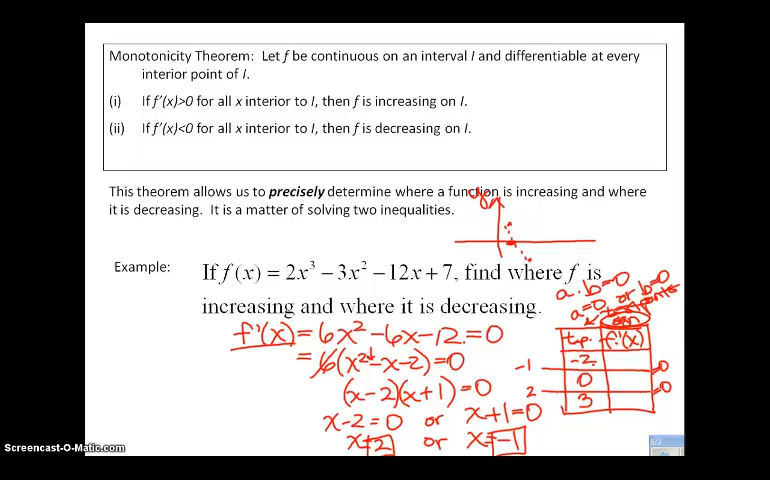 Monotonicity Theorem: Let f be continuous on an interval I and differentiable at every
interior point of I.
(i) If f'(x)>0 for all x interior to I, then f is increasing on I.
(ii) If f'(x)<0 for all x interior to I, then f is decreasing on I.
This theorem allows us to precisely determine where a function is increasing and where
it is decreasing. It is a matter of solving two inequalities.
Example: If f(x) = 2x³ − 3x² − 12x + 7, find where f is
increasing and where it is decreasing.
a·b=0
a=0 or b=0
test points
f'(x) = 6x² − 6x − 12 = 0
= 6(x² − x − 2) = 0
(x−2)(x+1) = 0
x−2=0 or x+1=0
x=2 or x=−1
t.p. f'(x)
-2
-1 0
0
2 0
3
Screencast-O-Matic.com